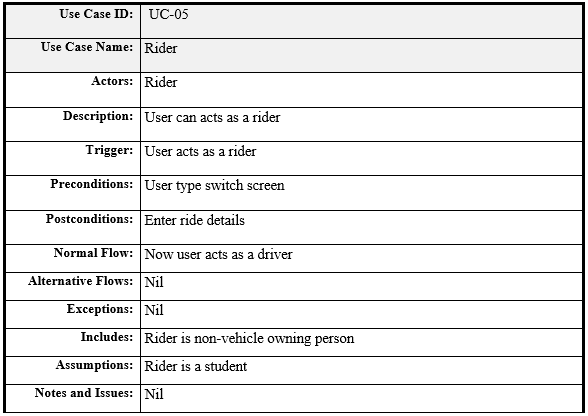 Use Case ID: UC-05
Use Case Name: Rider
Actors: Rider
Description: User can acts as a rider
Trigger: User acts as a rider
Preconditions: User type switch screen
Postconditions: Enter ride details
Normal Flow: Now user acts as a driver
Alternative Flows: Nil
Exceptions: Nil
Includes: Rider is non-vehicle owning person
Assumptions: Rider is a student
Notes and Issues: Nil